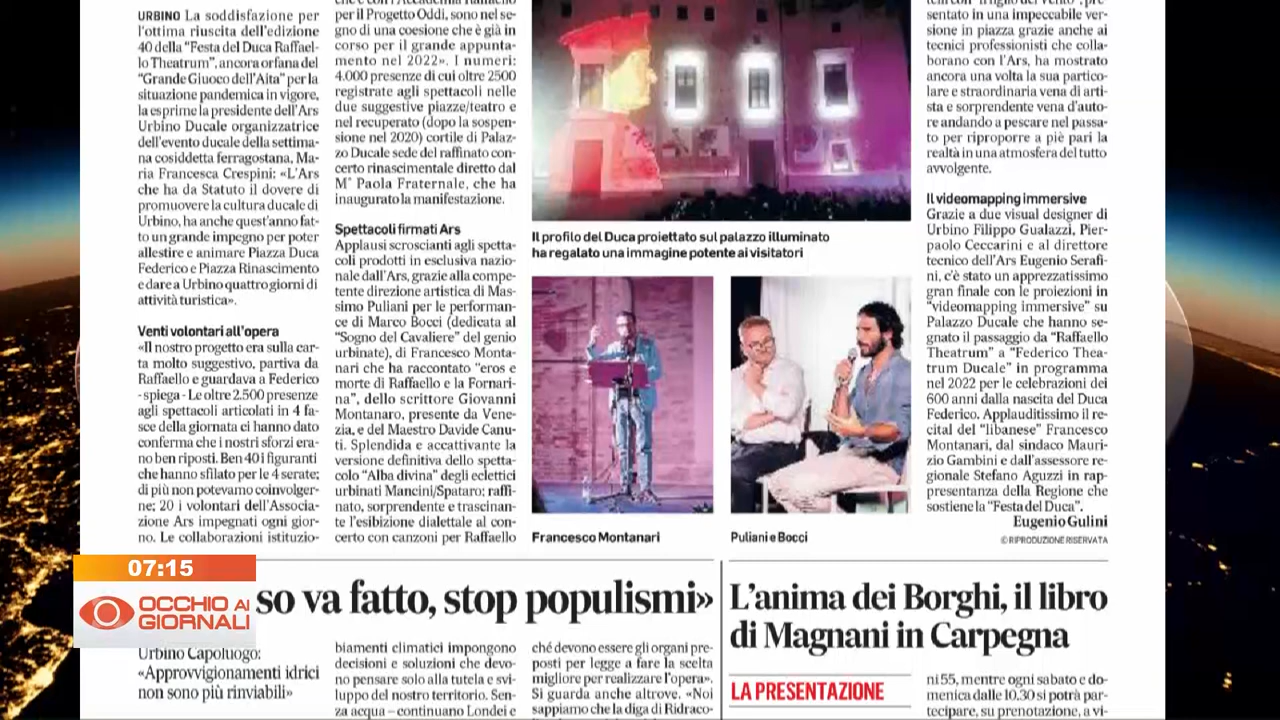 URBINO La soddisfazione per
l'ottima riuscita dell'edizione
40 della "Festa del Duca Raffael-
lo Theatrum", ancora orfana del
"Grande Giuoco dell'Aita" per la
situazione pandemica in vigore,
la esprime la presidente dell'Ars
Urbino Ducale organizzatrice
dell'evento ducale della settima-
na cosiddetta ferragostana, Ma-
ria Francesca Crespini: «L'Ars
che ha da Statuto il dovere di
promuovere la cultura ducale di
Urbino, ha anche quest'anno fat-
to un grande impegno per poter
allestire e animare Piazza Duca
Federico e Piazza Rinascimento
e dare a Urbino quattro giorni di
attività turistica».
Venti volontari all'opera
«Il nostro progetto era sulla car-
ta molto suggestivo, partiva da
Raffaello e guardava a Federico
- spiega - Le oltre 2.500 presenze
agli spettacoli articolati in 4 fa-
sce della giornata ci hanno dato
conferma che i nostri sforzi era-
no ben riposti. Ben 40 i figuranti
che hanno sfilato per le 4 serate;
di più non potevamo coinvolger-
ne; 20 i volontari dell'Associa-
zione Ars impegnati ogni gior-
no. Le collaborazioni istituzio-
per il Progetto Oddi, sono nel se-
gno di una coesione che è già in
corso per il grande appunta-
mento nel 2022». I numeri:
4.000 presenze di cui oltre 2500
registrate agli spettacoli nelle
due suggestive piazze/teatro e
nel recuperato (dopo la sospen-
sione nel 2020) cortile di Palaz-
zo Ducale sede del raffinato con-
certo rinascimentale diretto dal
M° Paola Fraternale, che ha
inaugurato la manifestazione.
Spettacoli firmati Ars
Applausi scroscianti agli spetta-
coli prodotti in esclusiva nazio-
nale dall'Ars, grazie alla compe-
tente direzione artistica di Mas-
simo Puliani per le performan-
ce di Marco Bocci (dedicata al
"Sogno del Cavaliere" del genio
urbinate), di Francesco Monta-
nari che ha raccontato "eros e
morte di Raffaello e la Fornari-
na", dello scrittore Giovanni
Montanaro, presente da Vene-
zia, e del Maestro Davide Canu-
ti. Splendida e accattivante la
versione definitiva dello spetta-
colo "Alba divina" degli eclettici
urbinati Mancini/Spataro; raffi-
nato, sorprendente e trascinan-
te l'esibizione dialettale al con-
certo con canzoni per Raffaello
Il profilo del Duca proiettato sul palazzo illuminato
ha regalato una immagine potente ai visitatori
Francesco Montanari
Puliani e Bocci
sentato in una impeccabile ver-
sione in piazza grazie anche ai
tecnici professionisti che colla-
borano con l'Ars, ha mostrato
ancora una volta la sua partico-
lare e straordinaria vena di arti-
sta e sorprendente vena d'auto-
re andando a pescare nel passa-
to per riproporre a piè pari la
realtà in una atmosfera del tutto
avvolgente.
Il videomapping immersive
Grazie a due visual designer di
Urbino Filippo Gualazzi, Pier-
paolo Ceccarini e al direttore
tecnico dell'Ars Eugenio Serafi-
ni, c'è stato un apprezzatissimo
gran finale con le proiezioni in
"videomapping immersive" su
Palazzo Ducale che hanno se-
gnato il passaggio da "Raffaello
Theatrum" a "Federico Thea-
trum Ducale" in programma
nel 2022 per le celebrazioni dei
600 anni dalla nascita del Duca
Federico. Applauditissimo il re-
cital del "libanese" Francesco
Montanari, dal sindaco Mauri-
zio Gambini e dall'assessore re-
gionale Stefano Aguzzi in rap-
presentanza della Regione che
sostiene la "Festa del Duca".
Eugenio Gulini
© RIPRODUZIONE RISERVATA
07:15
OCCHIO AI
GIORNALI
so va fatto, stop populismi»
Urbino Capoluogo:
«Approvvigionamenti idrici
non sono più rinviabili»
biamenti climatici impongono
decisioni e soluzioni che devo-
no pensare solo alla tutela e svi-
luppo del nostro territorio. Sen-
za acqua – continuano Londei e
ché devono essere gli organi pre-
posti per legge a fare la scelta
migliore per realizzare l'opera».
Si guarda anche altrove. «Noi
sappiamo che la diga di Ridraco-
L'anima dei Borghi, il libro
di Magnani in Carpegna
LA PRESENTAZIONE
ni 55, mentre ogni sabato e do-
menica dalle 10.30 si potrà par-
tecipare, su prenotazione, a vi-